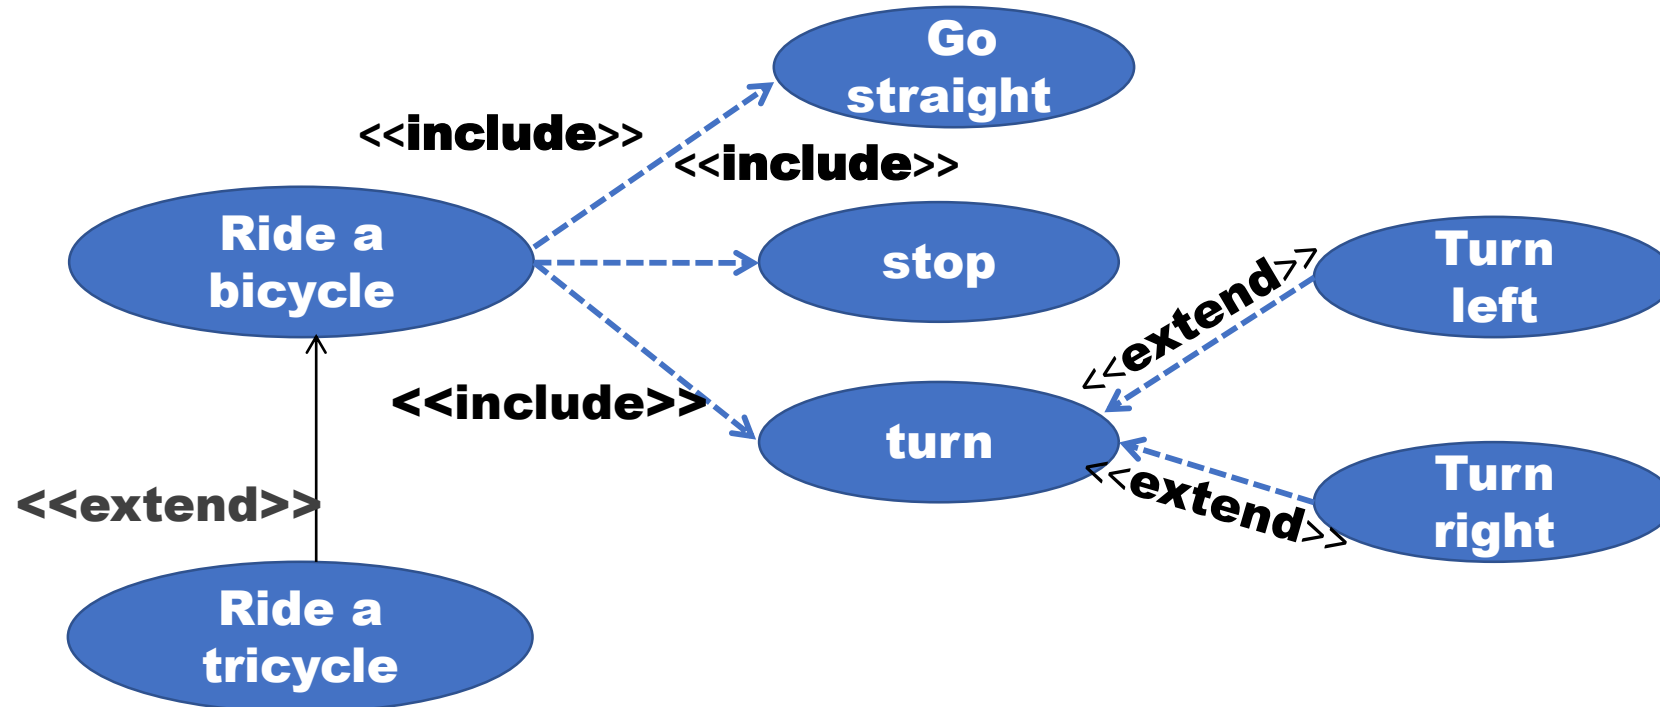 Go
straight
<<include>>
<<include>>
Ride a
bicycle
stop
Turn
left
<<extend>>
<<include>>
turn
<<extend>>
Turn
right
<<extend>>
Ride a
tricycle